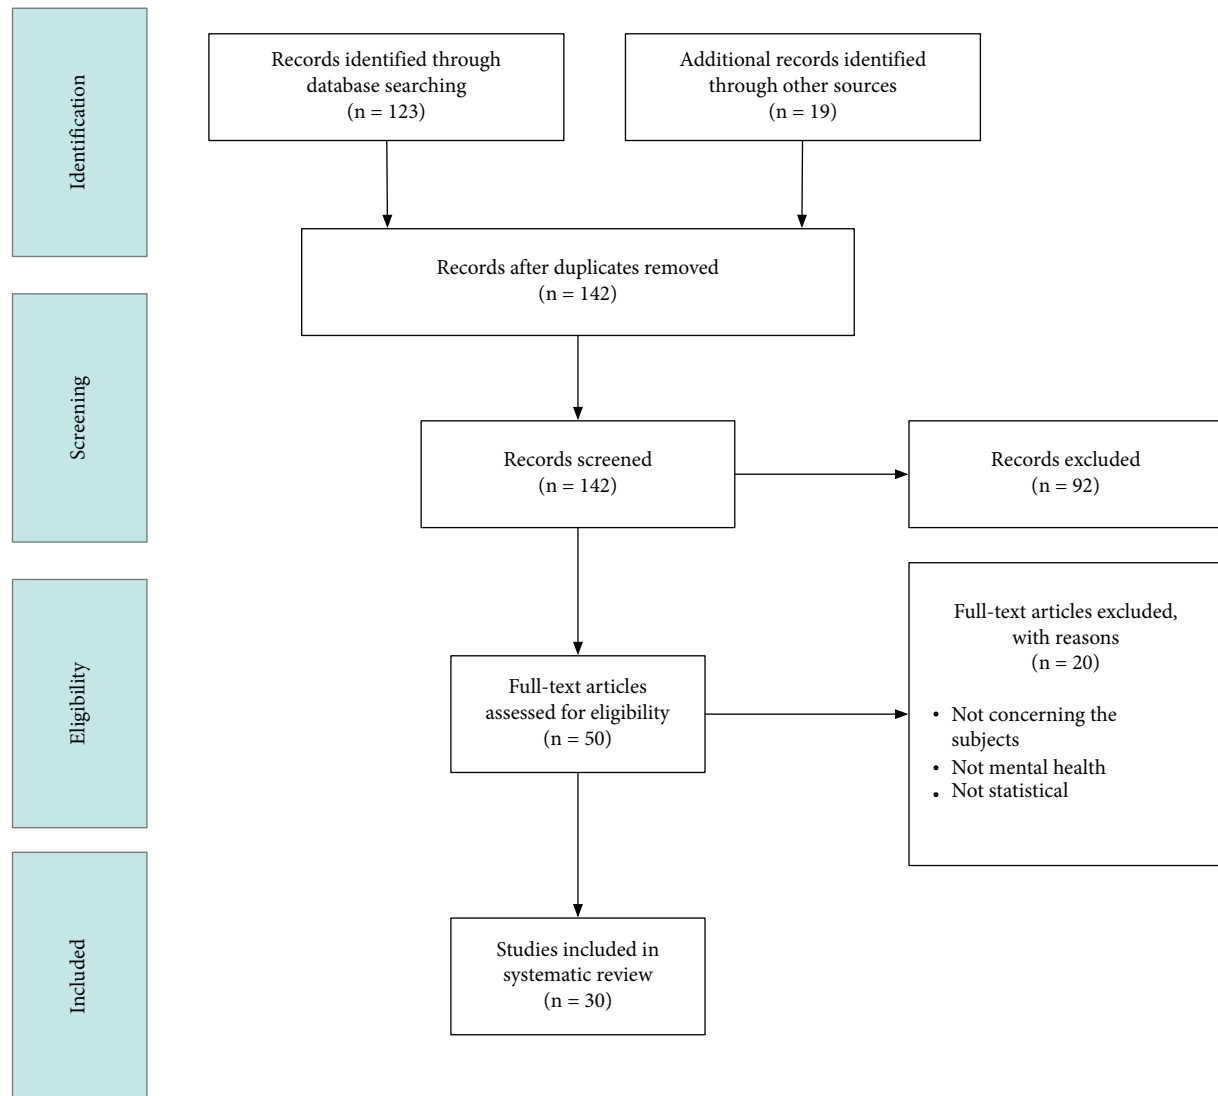 Identification
Records identified through
database searching
(n = 123)
Additional records identified
through other sources
(n = 19)
Records after duplicates removed
(n = 142)
Screening
Records screened
(n = 142)
Records excluded
(n = 92)
Eligibility
Full-text articles
assessed for eligibility
(n = 50)
Full-text articles excluded,
with reasons
(n = 20)
• Not concerning the
subjects
• Not mental health
• Not statistical
Included
Studies included in
systematic review
(n = 30)